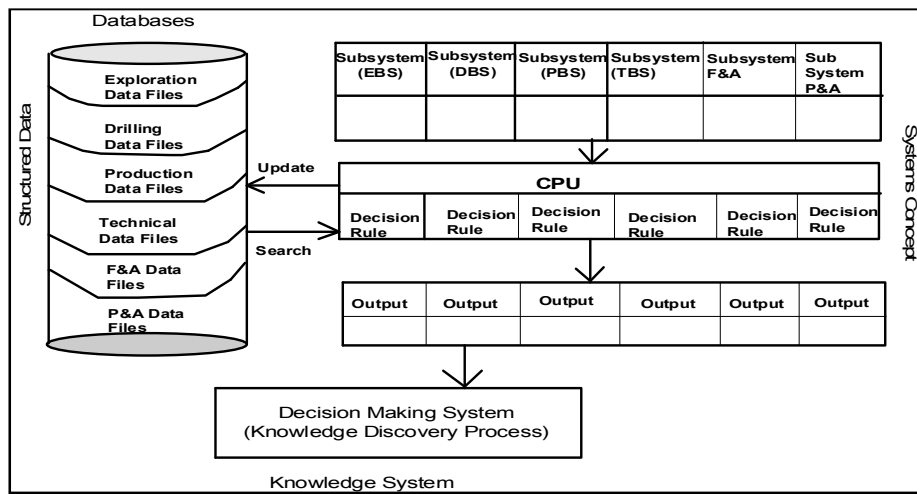 Databases
Structured Data
Exploration
Data Files
Drilling
Data Files
Production
Data Files
Technical
Data Files
F&A Data
Files
P&A Data
Files
Update
Search
Subsystem
(EBS)
Subsystem
(DBS)
Subsystem
(PBS)
Subsystem
(TBS)
Subsystem
F&A
Sub
System
P&A
CPU
Decision
Rule
Decision
Rule
Decision
Rule
Decision
Rule
Decision
Rule
Decision
Rule
Output
Output
Output
Output
Output
Output
Systems Concept
Decision Making System
(Knowledge Discovery Process)
Knowledge System